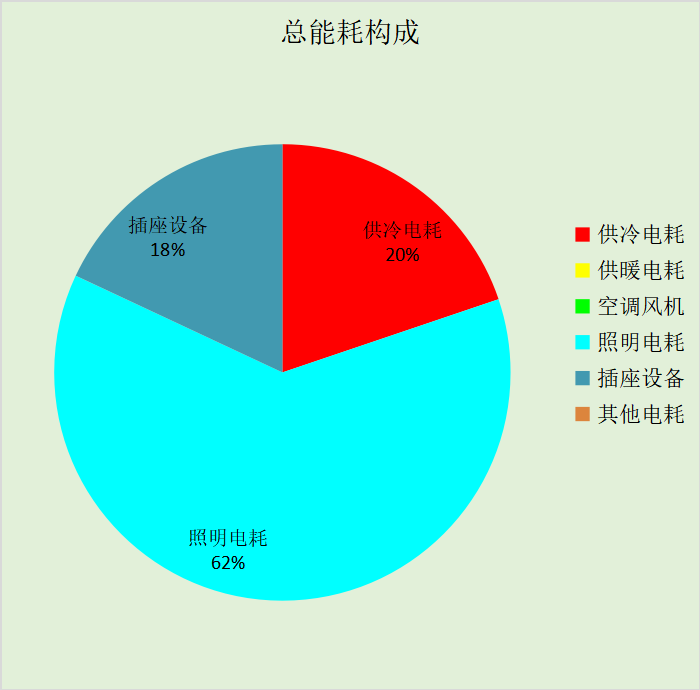 总能耗构成
插座设备
18%
供冷电耗
20%
照明电耗
62%
供冷电耗
供暖电耗
空调风机
照明电耗
插座设备
其他电耗